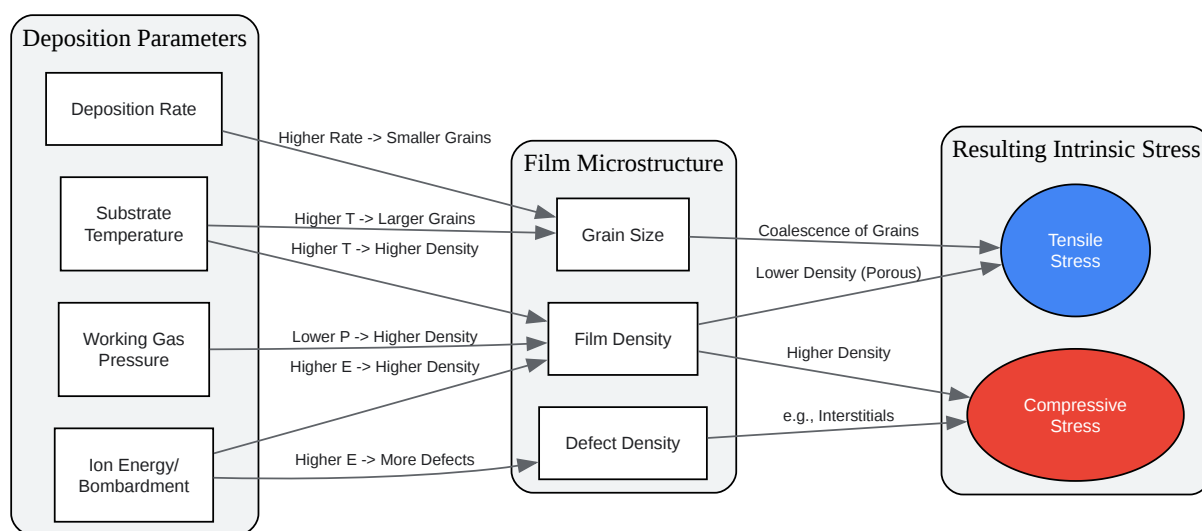 Deposition Parameters
Deposition Rate
Substrate
Temperature
Working Gas
Pressure
Ion Energy/
Bombardment
Higher Rate -> Smaller Grains
Higher T -> Larger Grains
Higher T -> Higher Density
Lower P -> Higher Density
Higher E -> Higher Density
Higher E -> More Defects
Film Microstructure
Grain Size
Film Density
Defect Density
Coalescence of Grains
Lower Density (Porous)
Higher Density
e.g., Interstitials
Resulting Intrinsic Stress
Tensile
Stress
Compressive
Stress